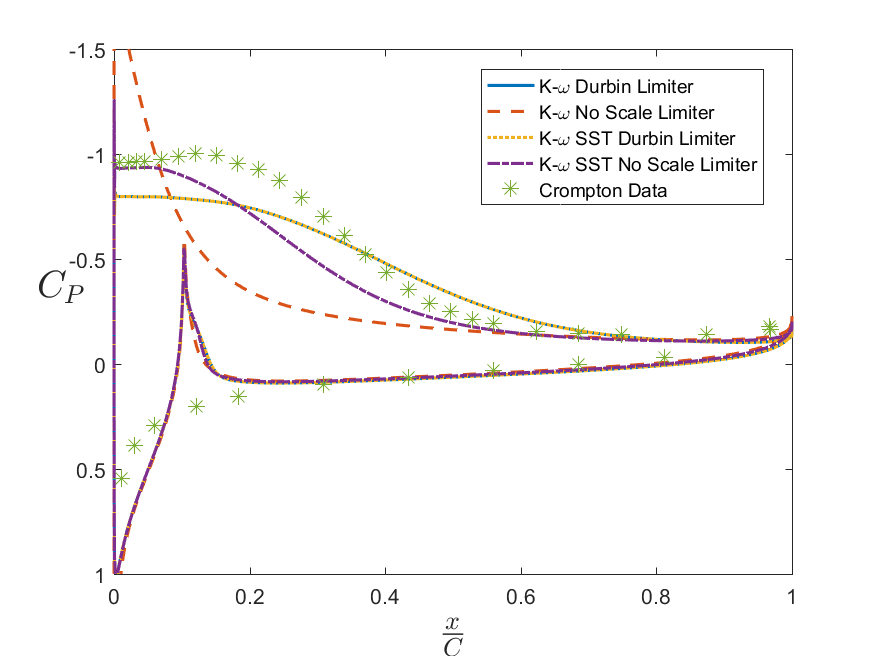 -1.5
K-ω Durbin Limiter
K-ω No Scale Limiter
K-ω SST Durbin Limiter
K-ω SST No Scale Limiter
Crompton Data
-1
-0.5
C_P
0
0.5
1
0 0.2 0.4 0.6 0.8 1
x
C